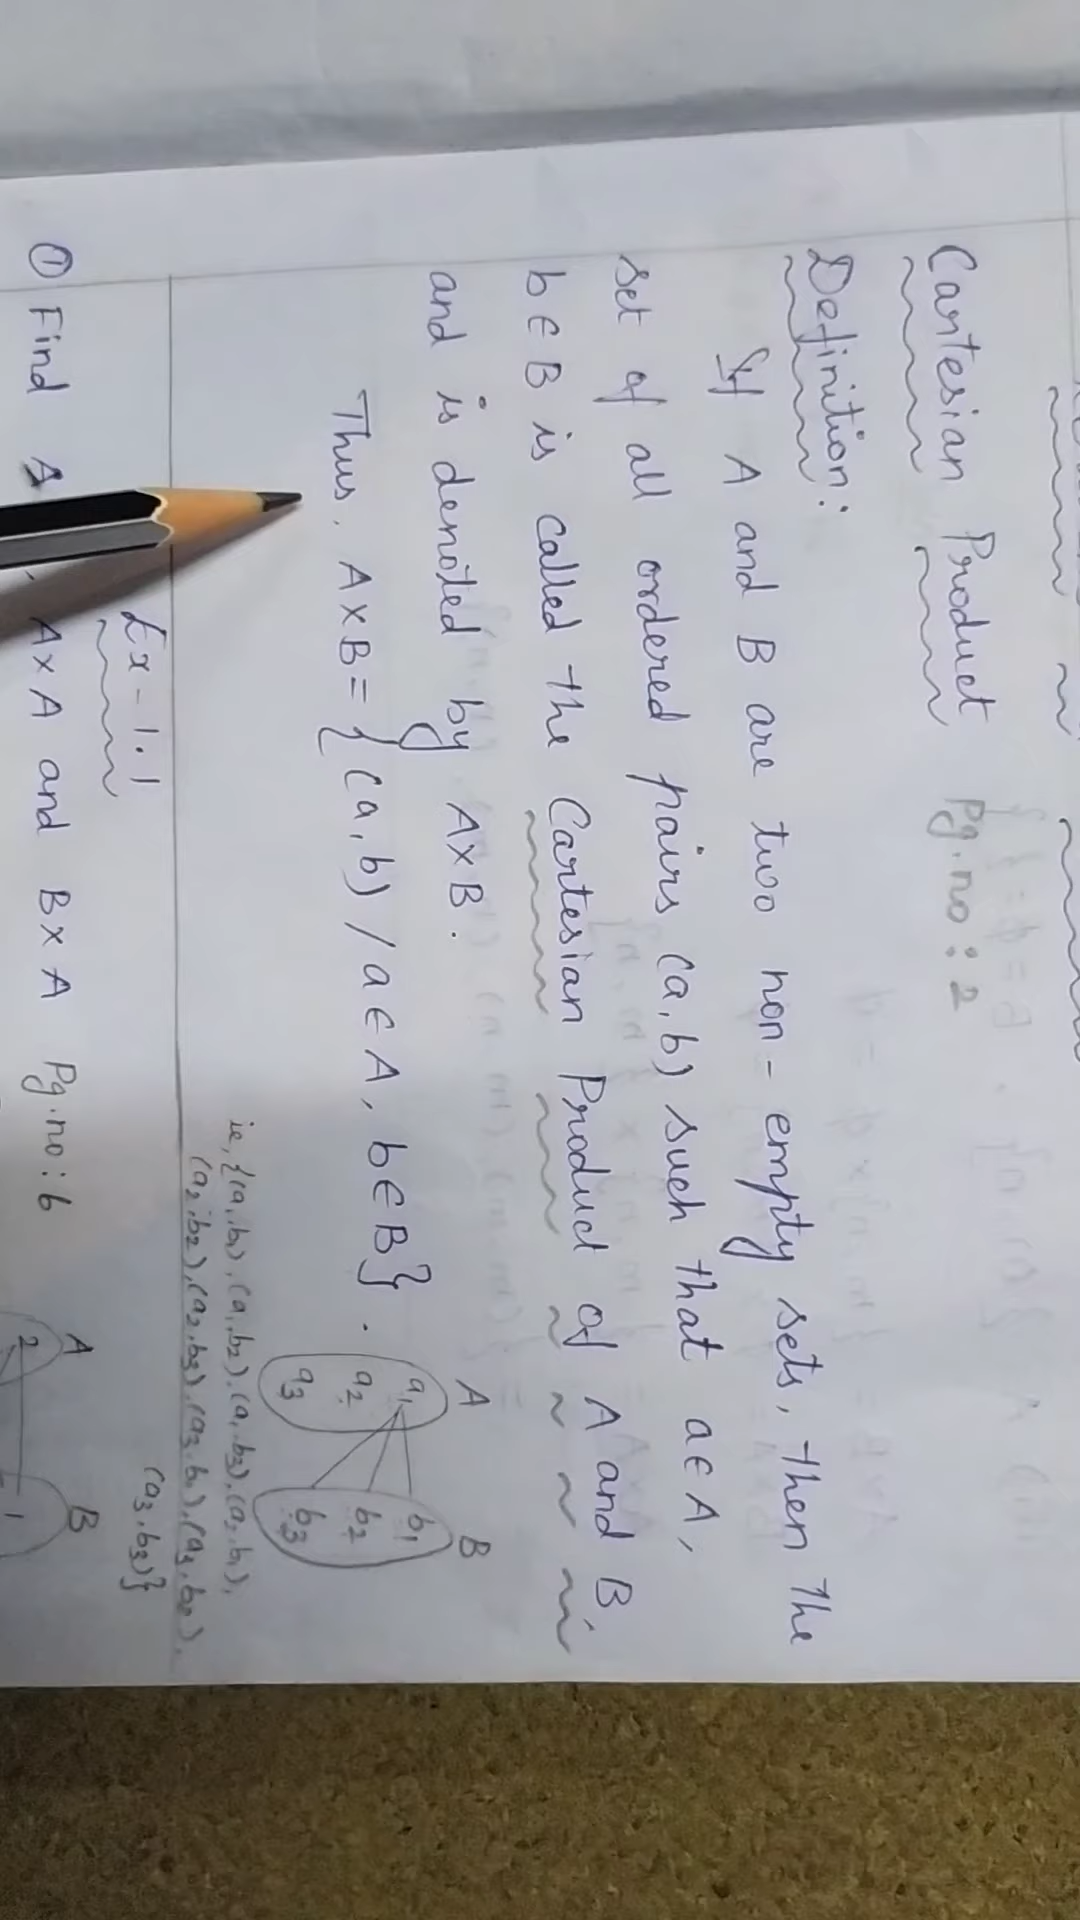 Cartesian Product Pg.no: 2
Definition:
If A and B are two non-empty sets, then the
set of all ordered pairs (a,b) such that a∈A,
b∈B is called the Cartesian Product of A and B,
and is denoted by A×B.
Thus, A×B = {(a,b) / a∈A, b∈B}.
A B
a1 b1
a2 b2
a3 b3
ie, {(a1,b1), (a1,b2), (a1,b3), (a2,b1),
(a2,b2), (a2,b3), (a3,b1), (a3,b2),
(a3,b3)}
Ex-1.1
① Find A , A×A and B×A Pg.no: 6
A B
2 1